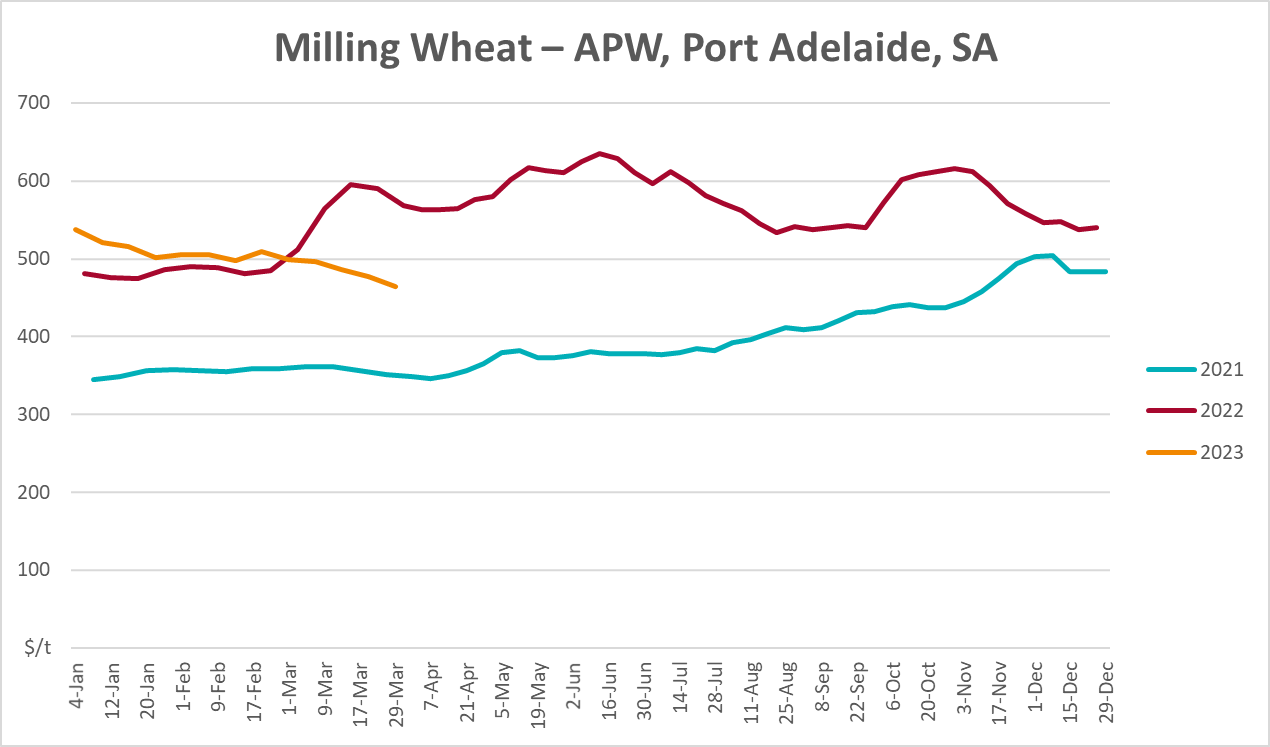 Milling Wheat – APW, Port Adelaide, SA
700
600
500
400
300
200
100
$/t
4-Jan
12-Jan
20-Jan
1-Feb
9-Feb
17-Feb
1-Mar
9-Mar
17-Mar
29-Mar
7-Apr
21-Apr
5-May
19-May
2-Jun
16-Jun
30-Jun
14-Jul
28-Jul
11-Aug
25-Aug
8-Sep
22-Sep
6-Oct
20-Oct
3-Nov
17-Nov
1-Dec
15-Dec
29-Dec
2021
2022
2023